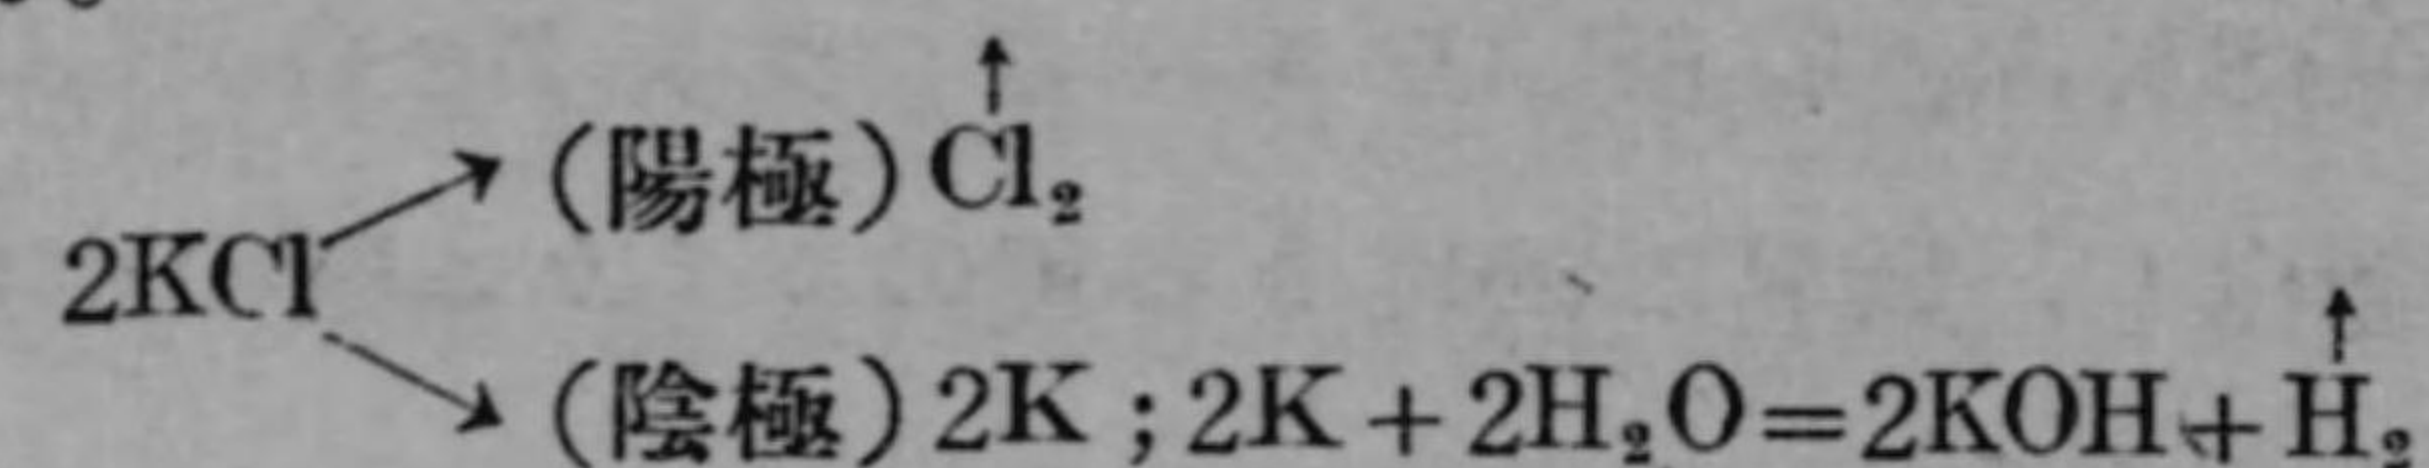 (陽極) Cl₂↑
2KCl
(陰極) 2K ; 2K + 2H₂O = 2KOH + H₂↑